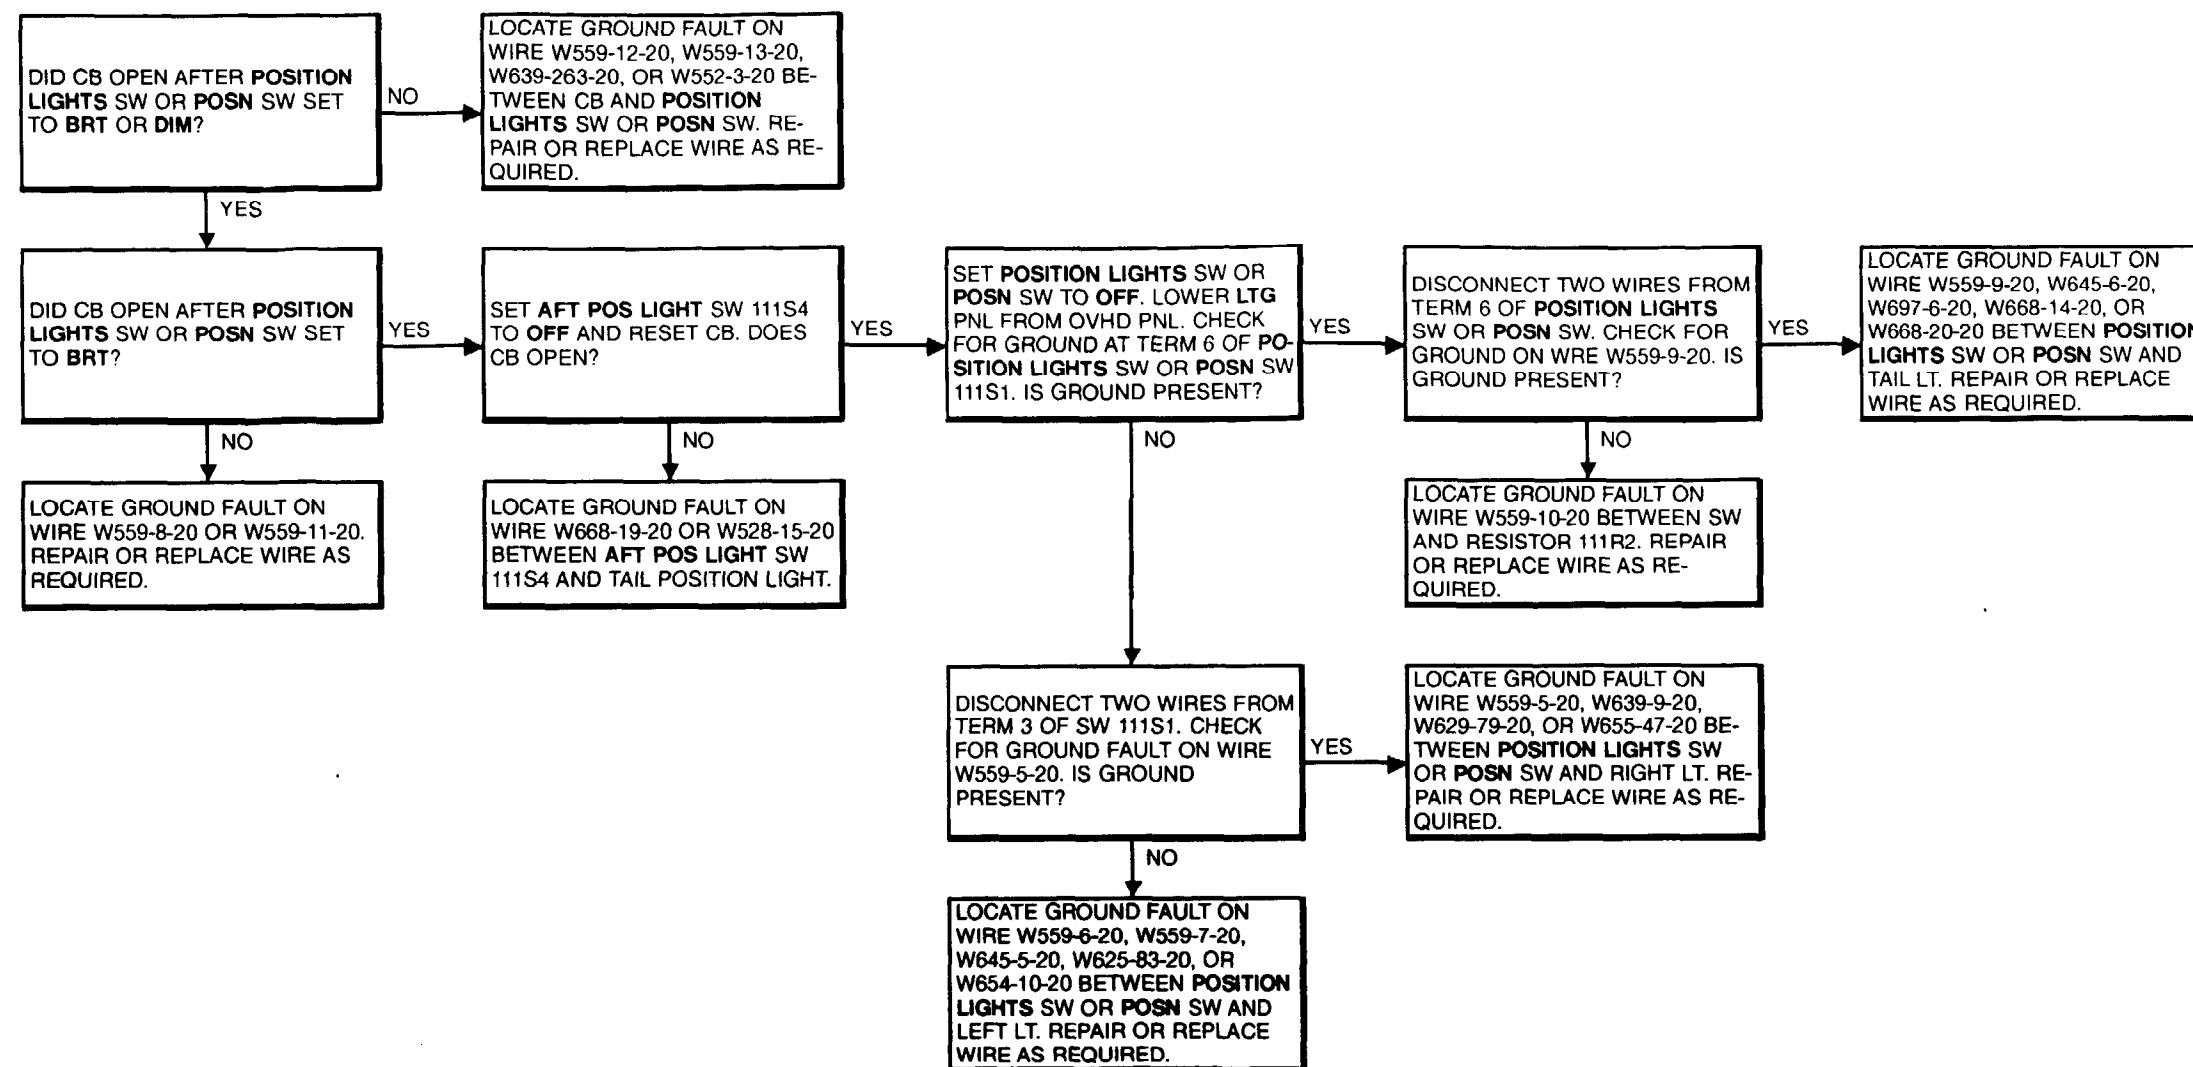 DID CB OPEN AFTER POSITION
LIGHTS SW OR POSN SW SET
TO BRT OR DIM?
NO
LOCATE GROUND FAULT ON
WIRE W559-12-20, W559-13-20,
W639-263-20, OR W552-3-20 BE-
TWEEN CB AND POSITION
LIGHTS SW OR POSN SW. RE-
PAIR OR REPLACE WIRE AS RE-
QUIRED.
YES
DID CB OPEN AFTER POSITION
LIGHTS SW OR POSN SW SET
TO BRT?
YES
SET AFT POS LIGHT SW 111S4
TO OFF AND RESET CB. DOES
CB OPEN?
YES
SET POSITION LIGHTS SW OR
POSN SW TO OFF. LOWER LTG
PNL FROM OVHD PNL. CHECK
FOR GROUND AT TERM 6 OF PO-
SITION LIGHTS SW OR POSN SW
111S1. IS GROUND PRESENT?
YES
DISCONNECT TWO WIRES FROM
TERM 6 OF POSITION LIGHTS
SW OR POSN SW. CHECK FOR
GROUND ON WRE W559-9-20. IS
GROUND PRESENT?
YES
LOCATE GROUND FAULT ON
WIRE W559-9-20, W645-6-20,
W697-6-20, W668-14-20, OR
W668-20-20 BETWEEN POSITION
LIGHTS SW OR POSN SW AND
TAIL LT. REPAIR OR REPLACE
WIRE AS REQUIRED.
NO
LOCATE GROUND FAULT ON
WIRE W559-8-20 OR W559-11-20.
REPAIR OR REPLACE WIRE AS
REQUIRED.
NO
LOCATE GROUND FAULT ON
WIRE W668-19-20 OR W528-15-20
BETWEEN AFT POS LIGHT SW
111S4 AND TAIL POSITION LIGHT.
NO
NO
LOCATE GROUND FAULT ON
WIRE W559-10-20 BETWEEN SW
AND RESISTOR 111R2. REPAIR
OR REPLACE WIRE AS RE-
QUIRED.
DISCONNECT TWO WIRES FROM
TERM 3 OF SW 111S1. CHECK
FOR GROUND FAULT ON WIRE
W559-5-20. IS GROUND
PRESENT?
YES
LOCATE GROUND FAULT ON
WIRE W559-5-20, W639-9-20,
W629-79-20, OR W655-47-20 BE-
TWEEN POSITION LIGHTS SW
OR POSN SW AND RIGHT LT. RE-
PAIR OR REPLACE WIRE AS RE-
QUIRED.
NO
LOCATE GROUND FAULT ON
WIRE W559-6-20, W559-7-20,
W645-5-20, W625-83-20, OR
W654-10-20 BETWEEN POSITION
LIGHTS SW OR POSN SW AND
LEFT LT. REPAIR OR REPLACE
WIRE AS REQUIRED.